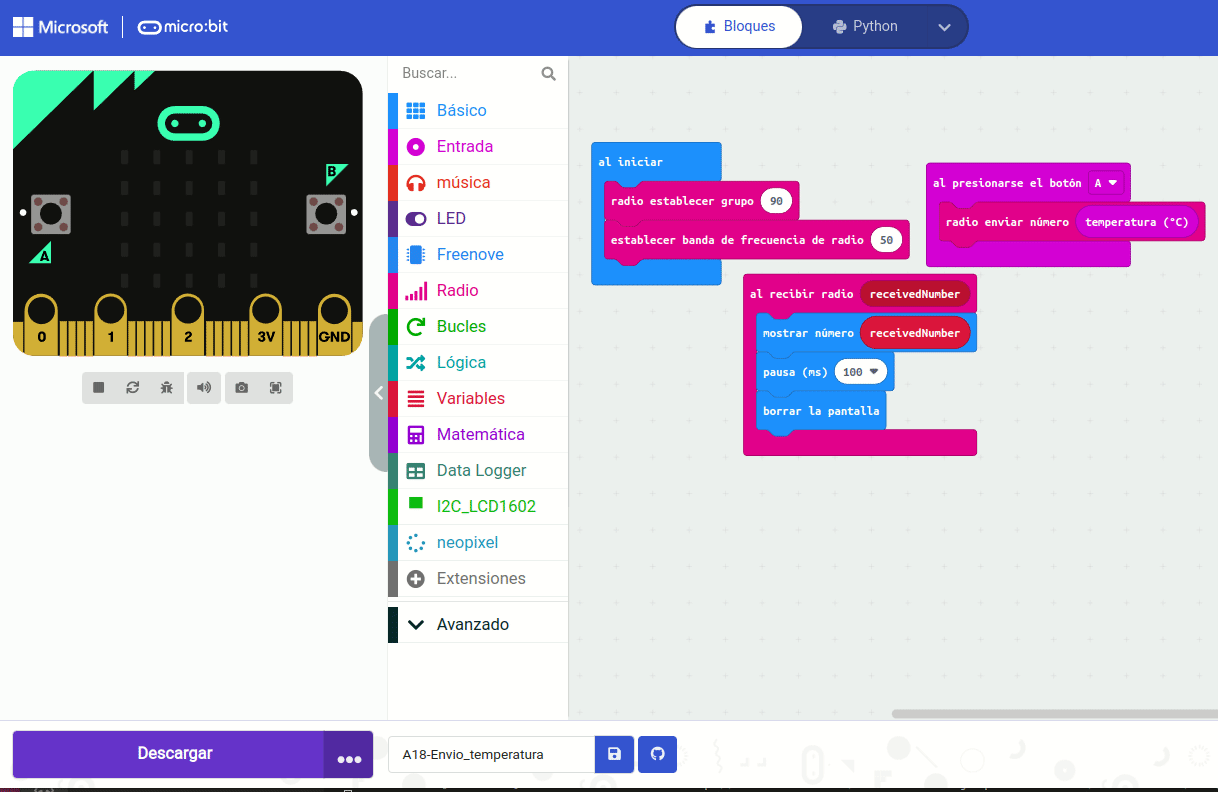 Microsoft
micro:bit
Bloques
Python
B
A
0
1
2
3V
GND
Buscar...
Básico
Entrada
música
LED
Freenove
Radio
Bucles
Lógica
Variables
Matemática
Data Logger
I2C_LCD1602
neopixel
Extensiones
Avanzado
al iniciar
radio establecer grupo 90
establecer banda de frecuencia de radio 50
al presionarse el botón A
radio enviar número temperatura (°C)
al recibir radio receivedNumber
mostrar número receivedNumber
pausa (ms) 100
borrar la pantalla
Descargar
A18-Envio_temperatura